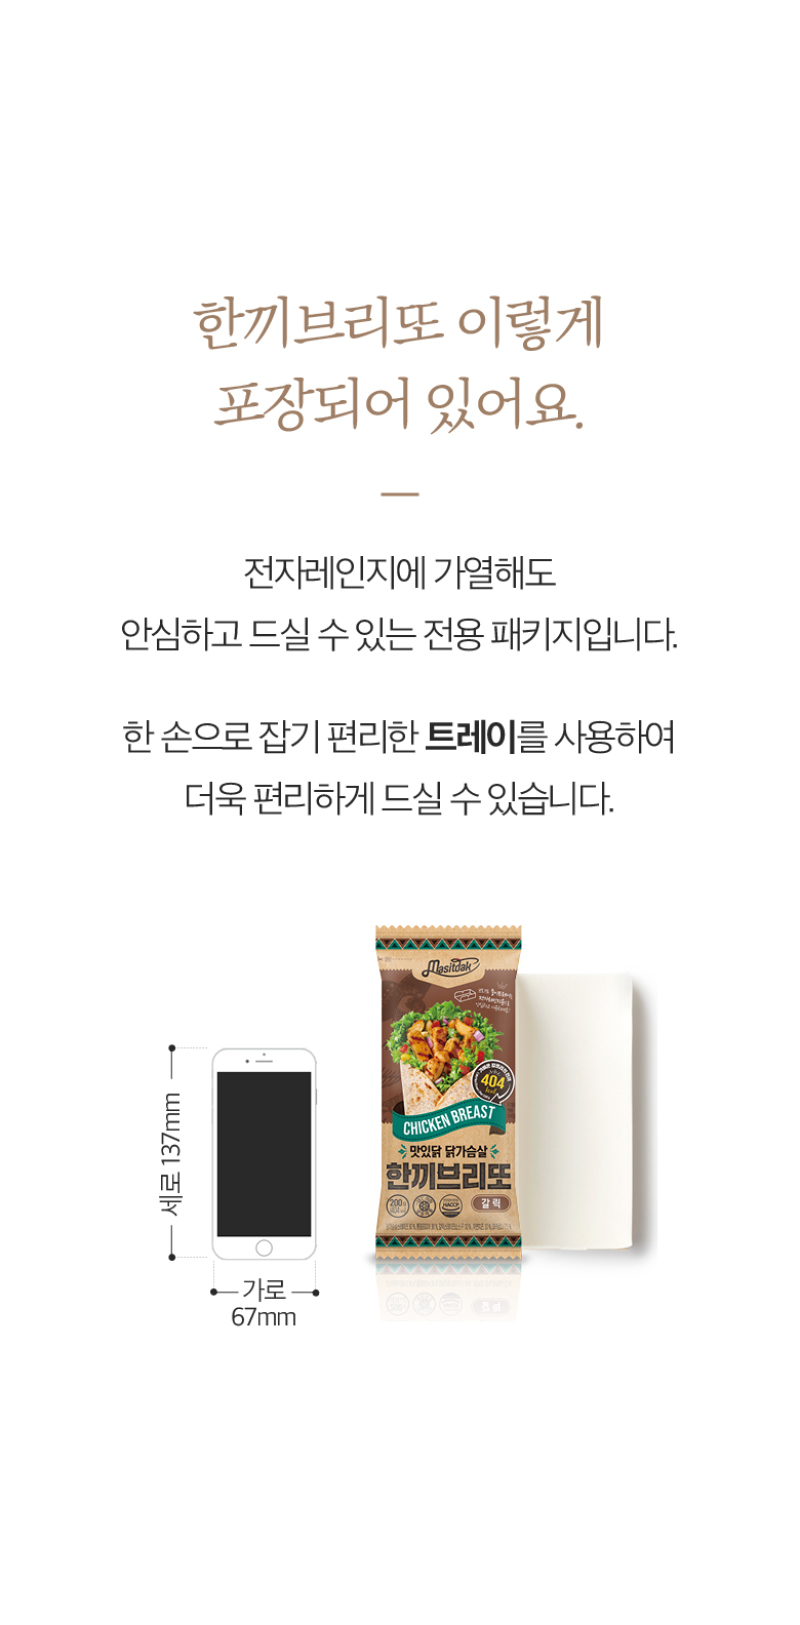 한끼브리또 이렇게
포장되어 있어요.
전자레인지에 가열해도
안심하고 드실 수 있는 전용 패키지입니다.
한 손으로 잡기 편리한 트레이를 사용하여
더욱 편리하게 드실 수 있습니다.
세로 137mm
가로
67mm
Masitdak
404
CHICKEN BREAST
맛있닭 닭가슴살
한끼브리또
200g
HACCP
갈릭